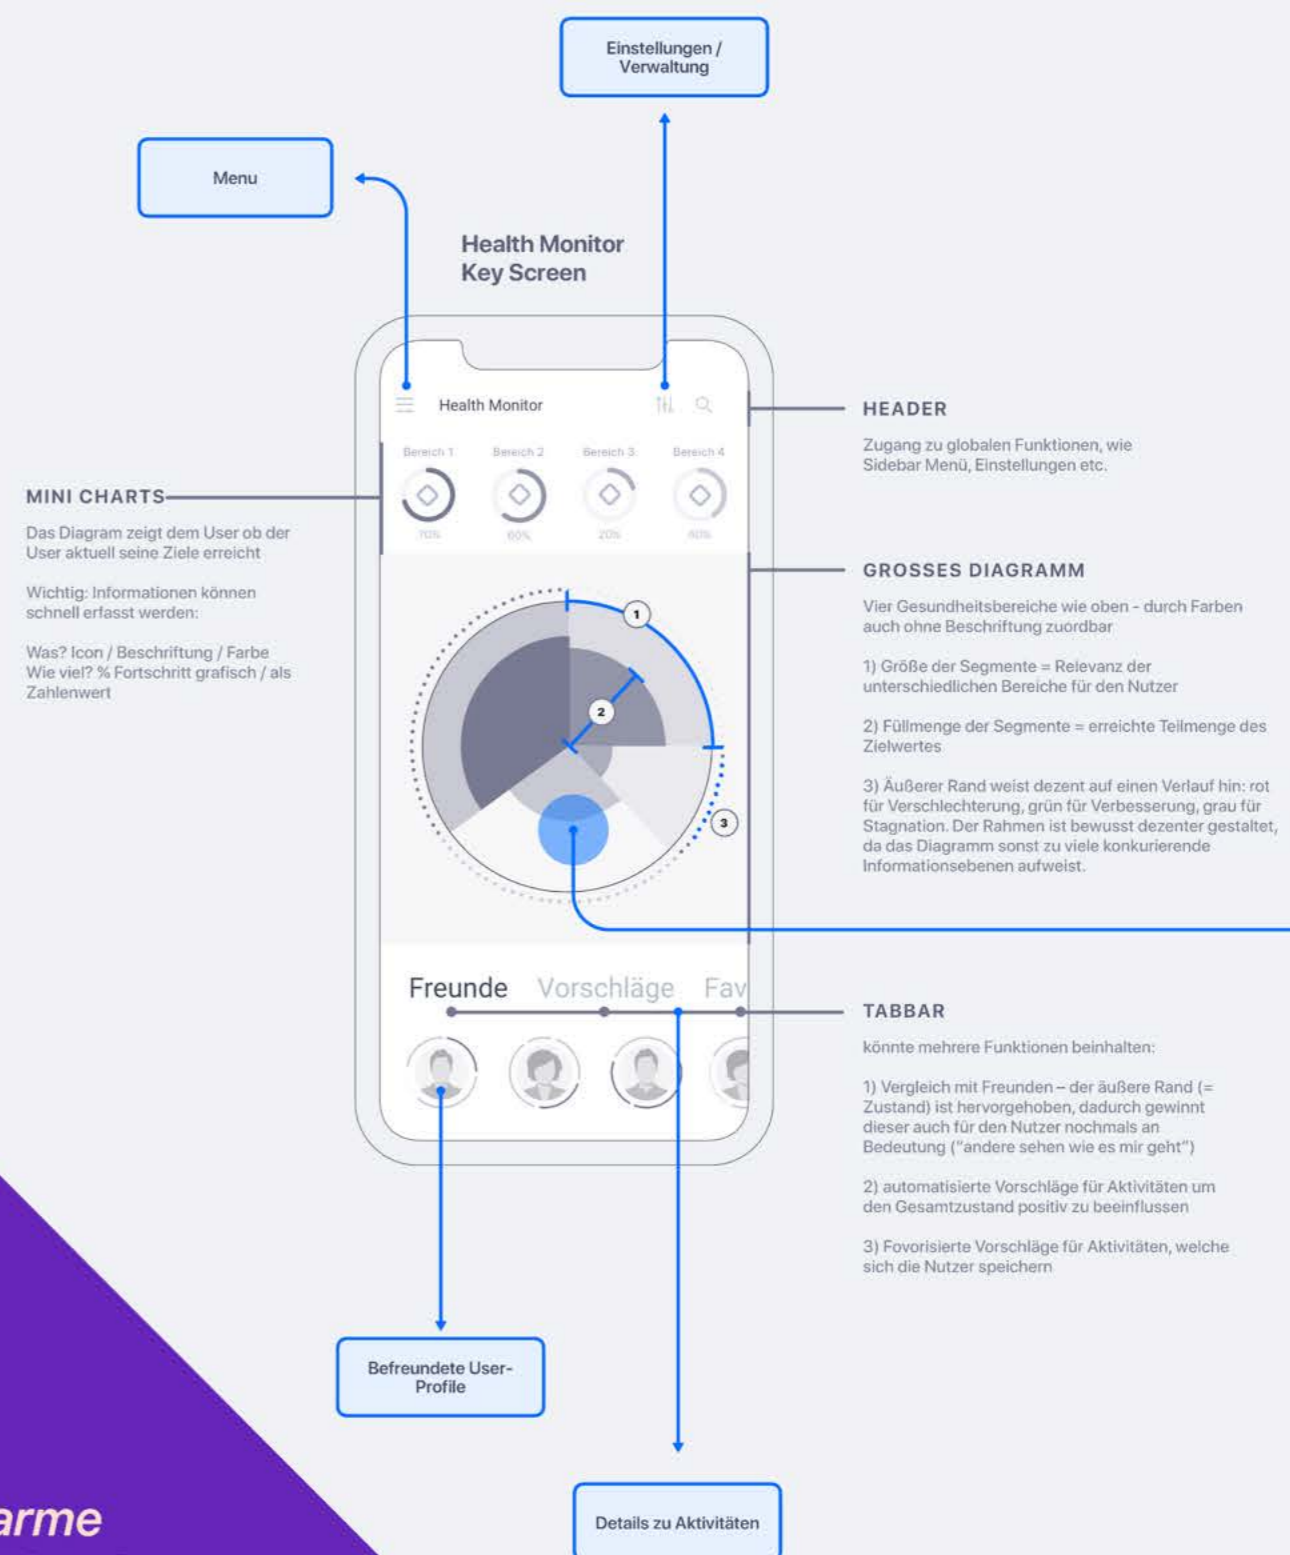 Einstellungen /
Verwaltung
Menu
Health Monitor
Key Screen
Health Monitor
Bereich 1
Bereich 2
Bereich 3
Bereich 4
70%
60%
20%
40%
MINI CHARTS
Das Diagram zeigt dem User ob der
User aktuell seine Ziele erreicht
Wichtig: Informationen können
schnell erfasst werden:
Was? Icon / Beschriftung / Farbe
Wie viel? % Fortschritt grafisch / als
Zahlenwert
HEADER
Zugang zu globalen Funktionen, wie
Sidebar Menü, Einstellungen etc.
1
2
3
GROSSES DIAGRAMM
Vier Gesundheitsbereiche wie oben - durch Farben
auch ohne Beschriftung zuordbar
1) Größe der Segmente = Relevanz der
unterschiedlichen Bereiche für den Nutzer
2) Füllmenge der Segmente = erreichte Teilmenge des
Zielwertes
3) Äußerer Rand weist dezent auf einen Verlauf hin: rot
für Verschlechterung, grün für Verbesserung, grau für
Stagnation. Der Rahmen ist bewusst dezenter gestaltet,
da das Diagramm sonst zu viele konkurierende
Informationsebenen aufweist.
Freunde
Vorschläge
Fav
TABBAR
könnte mehrere Funktionen beinhalten:
1) Vergleich mit Freunden – der äußere Rand (=
Zustand) ist hervorgehoben, dadurch gewinnt
dieser auch für den Nutzer nochmals an
Bedeutung (“andere sehen wie es mir geht”)
2) automatisierte Vorschläge für Aktivitäten um
den Gesamtzustand positiv zu beeinflussen
3) Fovorisierte Vorschläge für Aktivitäten, welche
sich die Nutzer speichern
Befreundete User-
Profile
Details zu Aktivitäten
arme